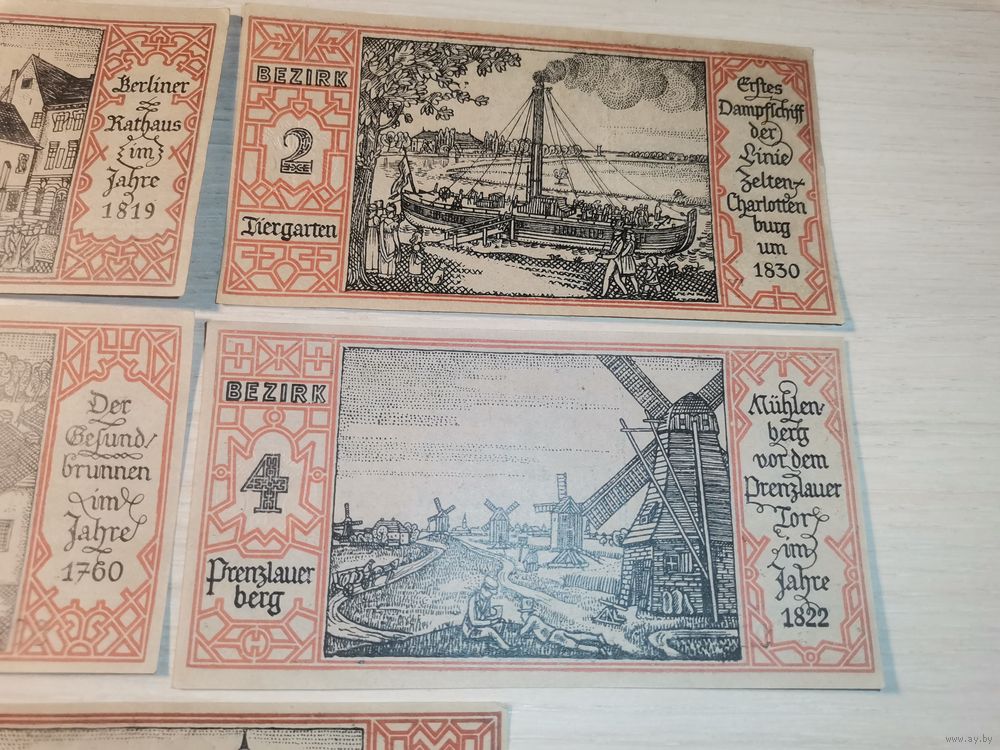 Berliner
Rathaus
im
Jahre
1819
BEZIRK
2
Tiergarten
Erstes
Dampfschiff
der
Linie
Zelten-
Charlotten
burg
um
1830
Der
Gesund/
brunnen
im
Jahre
1760
BEZIRK
4
Prenzlauer
berg
Mühlen-
berg
vor dem
Prenzlauer
Tor
im
Jahre
1822
www.ay.by